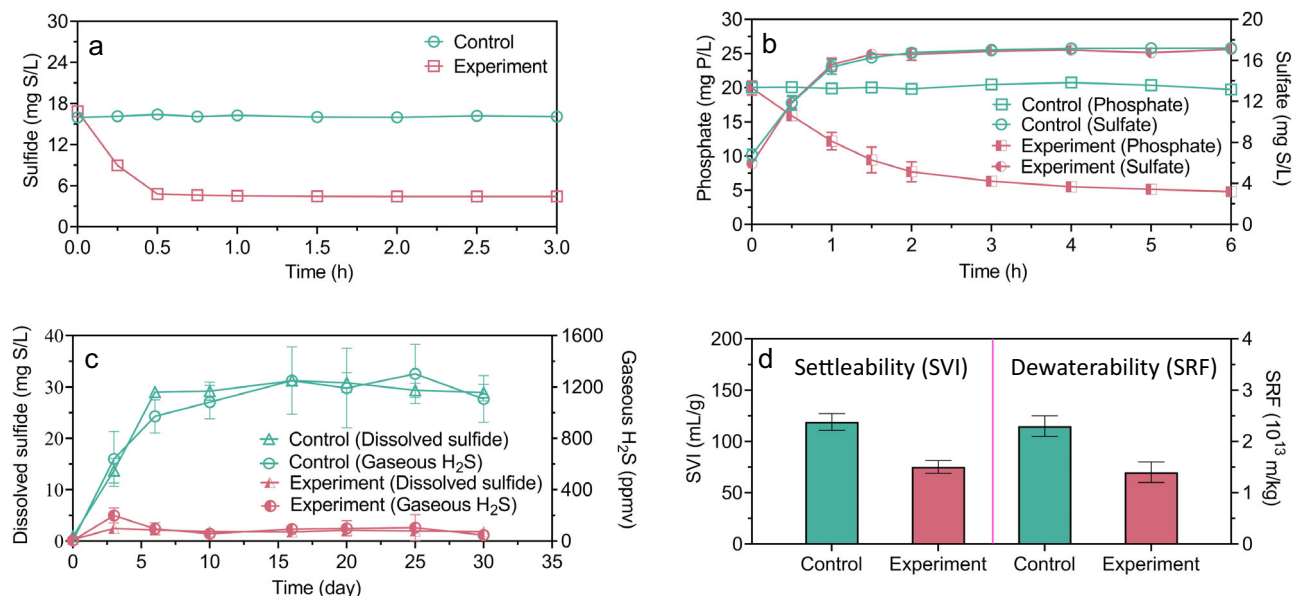 a
Control
Experiment
Sulfide (mg S/L)
30
24
18
12
6
0
0.0 0.5 1.0 1.5 2.0 2.5 3.0
Time (h)
b
Phosphate (mg P/L)
30
25
20
15
10
5
0
Control (Phosphate)
Control (Sulfate)
Experiment (Phosphate)
Experiment (Sulfate)
20
16
12
8
4
0
Sulfate (mg S/L)
0 1 2 3 4 5 6
Time (h)
c
Dissolved sulfide (mg S/L)
40
30
20
10
0
Control (Dissolved sulfide)
Control (Gaseous H₂S)
Experiment (Dissolved sulfide)
Experiment (Gaseous H₂S)
1600
1200
800
400
0
Gaseous H₂S (ppmv)
0 5 10 15 20 25 30 35
Time (day)
d
Settleability (SVI)
Dewaterability (SRF)
SVI (mL/g)
200
175
150
125
100
75
50
25
0
4
3
2
1
0
SRF (10¹³ m/kg)
Control Experiment Control Experiment